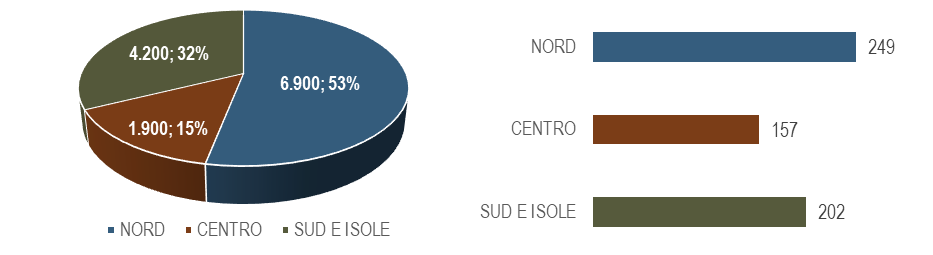 4.200; 32%
6.900; 53%
1.900; 15%
NORD CENTRO SUD E ISOLE
NORD 249
CENTRO 157
SUD E ISOLE 202